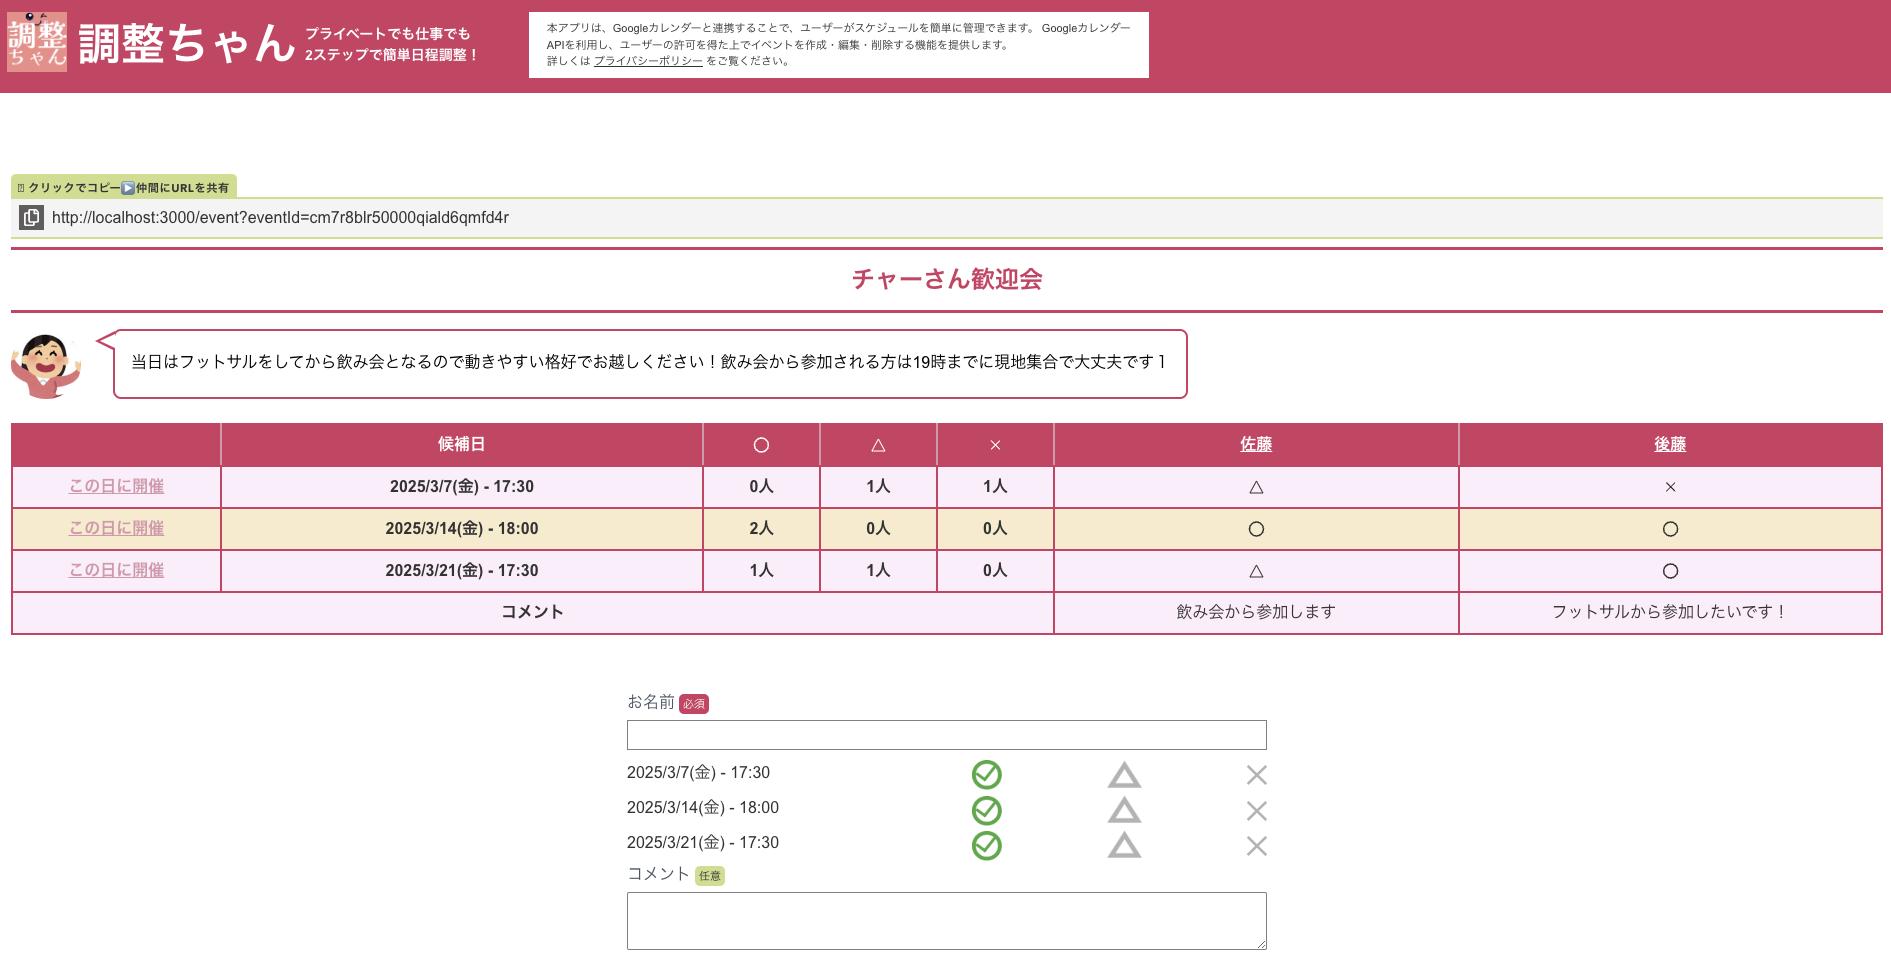 調整
ちゃん
調整ちゃん
プライベートでも仕事でも
2ステップで簡単日程調整！
本アプリは、Googleカレンダーと連携することで、ユーザーがスケジュールを簡単に管理できます。 Googleカレンダー
APIを利用し、ユーザーの許可を得た上でイベントを作成・編集・削除する機能を提供します。
詳しくは プライバシーポリシー をご覧ください。
クリックでコピー▶仲間にURLを共有
http://localhost:3000/event?eventId=cm7r8blr50000qiald6qmfd4r
チャーさん歓迎会
当日はフットサルをしてから飲み会となるので動きやすい格好でお越しください！飲み会から参加される方は19時までに現地集合で大丈夫です
候補日 ◯ △ × 佐藤 後藤
この日に開催 2025/3/7(金) - 17:30 0人 1人 1人 △ ×
この日に開催 2025/3/14(金) - 18:00 2人 0人 0人 ◯ ◯
この日に開催 2025/3/21(金) - 17:30 1人 1人 0人 △ ◯
コメント 飲み会から参加します フットサルから参加したいです！
お名前 必須
2025/3/7(金) - 17:30
2025/3/14(金) - 18:00
2025/3/21(金) - 17:30
コメント 任意